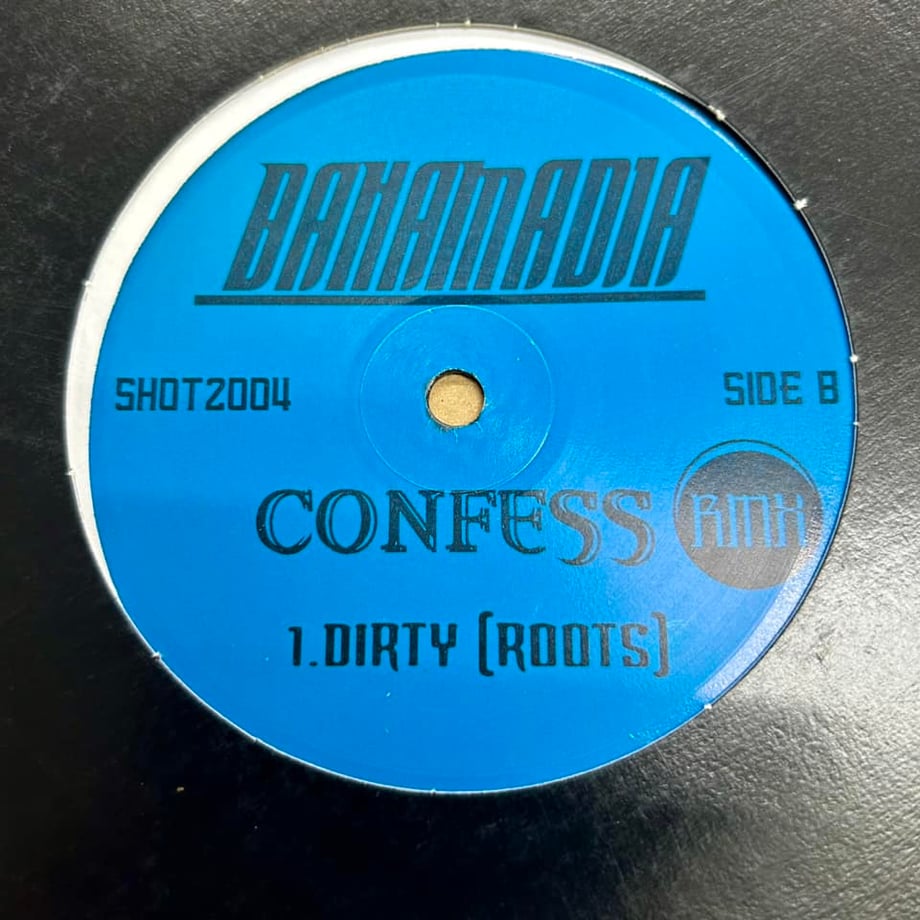 BAHAMADIA
SHOT2004
SIDE B
CONFESS RMX
1.DIRTY (ROOTS)